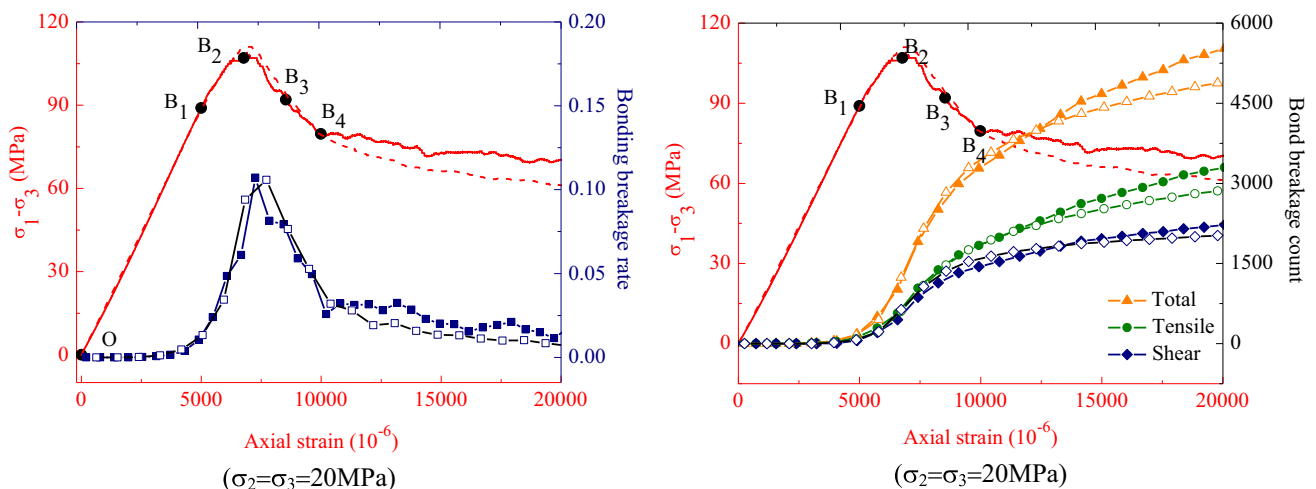 120
90
60
30
0
σ1-σ3 (MPa)
B1
B2
B3
B4
O
0.20
0.15
0.10
0.05
0.00
Bonding breakage rate
0
5000
10000
15000
20000
Axial strain (10-6)
(σ2=σ3=20MPa)
120
90
60
30
0
σ1-σ3 (MPa)
B1
B2
B3
B4
6000
4500
3000
1500
0
Bond breakage count
Total
Tensile
Shear
0
5000
10000
15000
20000
Axial strain (10-6)
(σ2=σ3=20MPa)